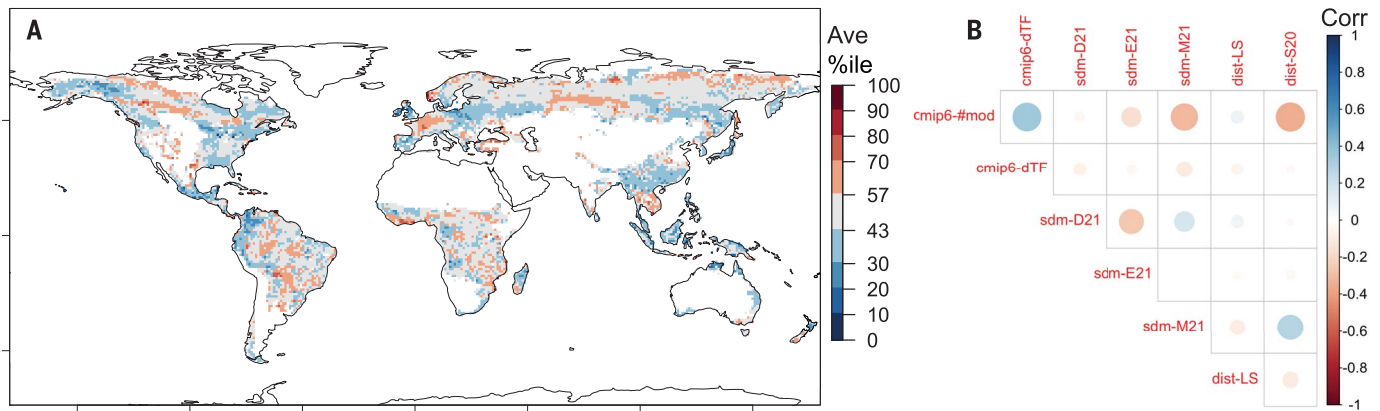 A
Ave
%ile
100
90
80
70
57
43
30
20
10
0
B
cmip6-dTF
sdm-D21
sdm-E21
sdm-M21
dist-LS
dist-S20
Corr
cmip6-#mod
cmip6-dTF
sdm-D21
sdm-E21
sdm-M21
dist-LS
1
0.8
0.6
0.4
0.2
0
-0.2
-0.4
-0.6
-0.8
-1